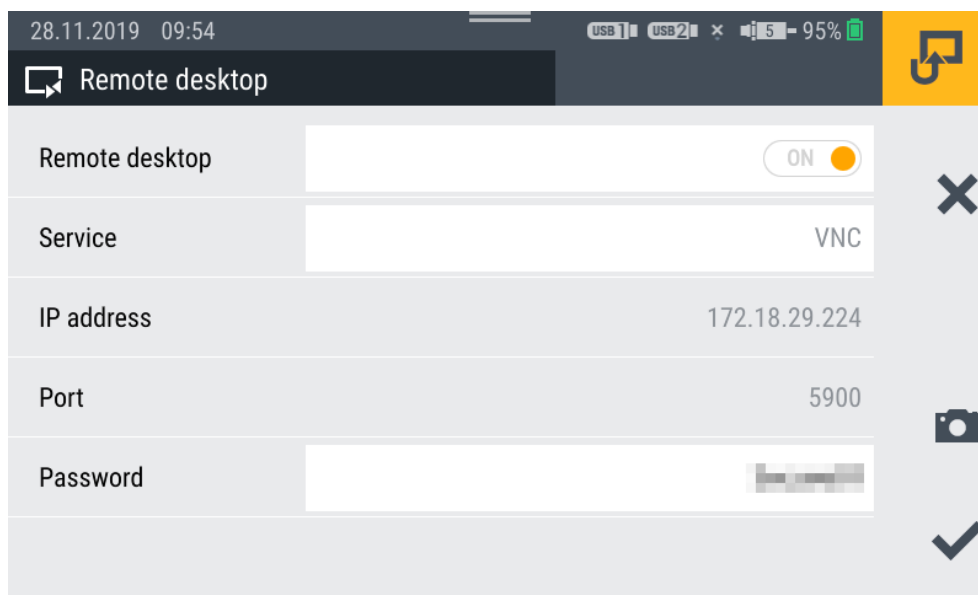 28.11.2019 09:54 USB 1 USB 2 5 95%
Remote desktop
Remote desktop ON
Service VNC
IP address 172.18.29.224
Port 5900
Password